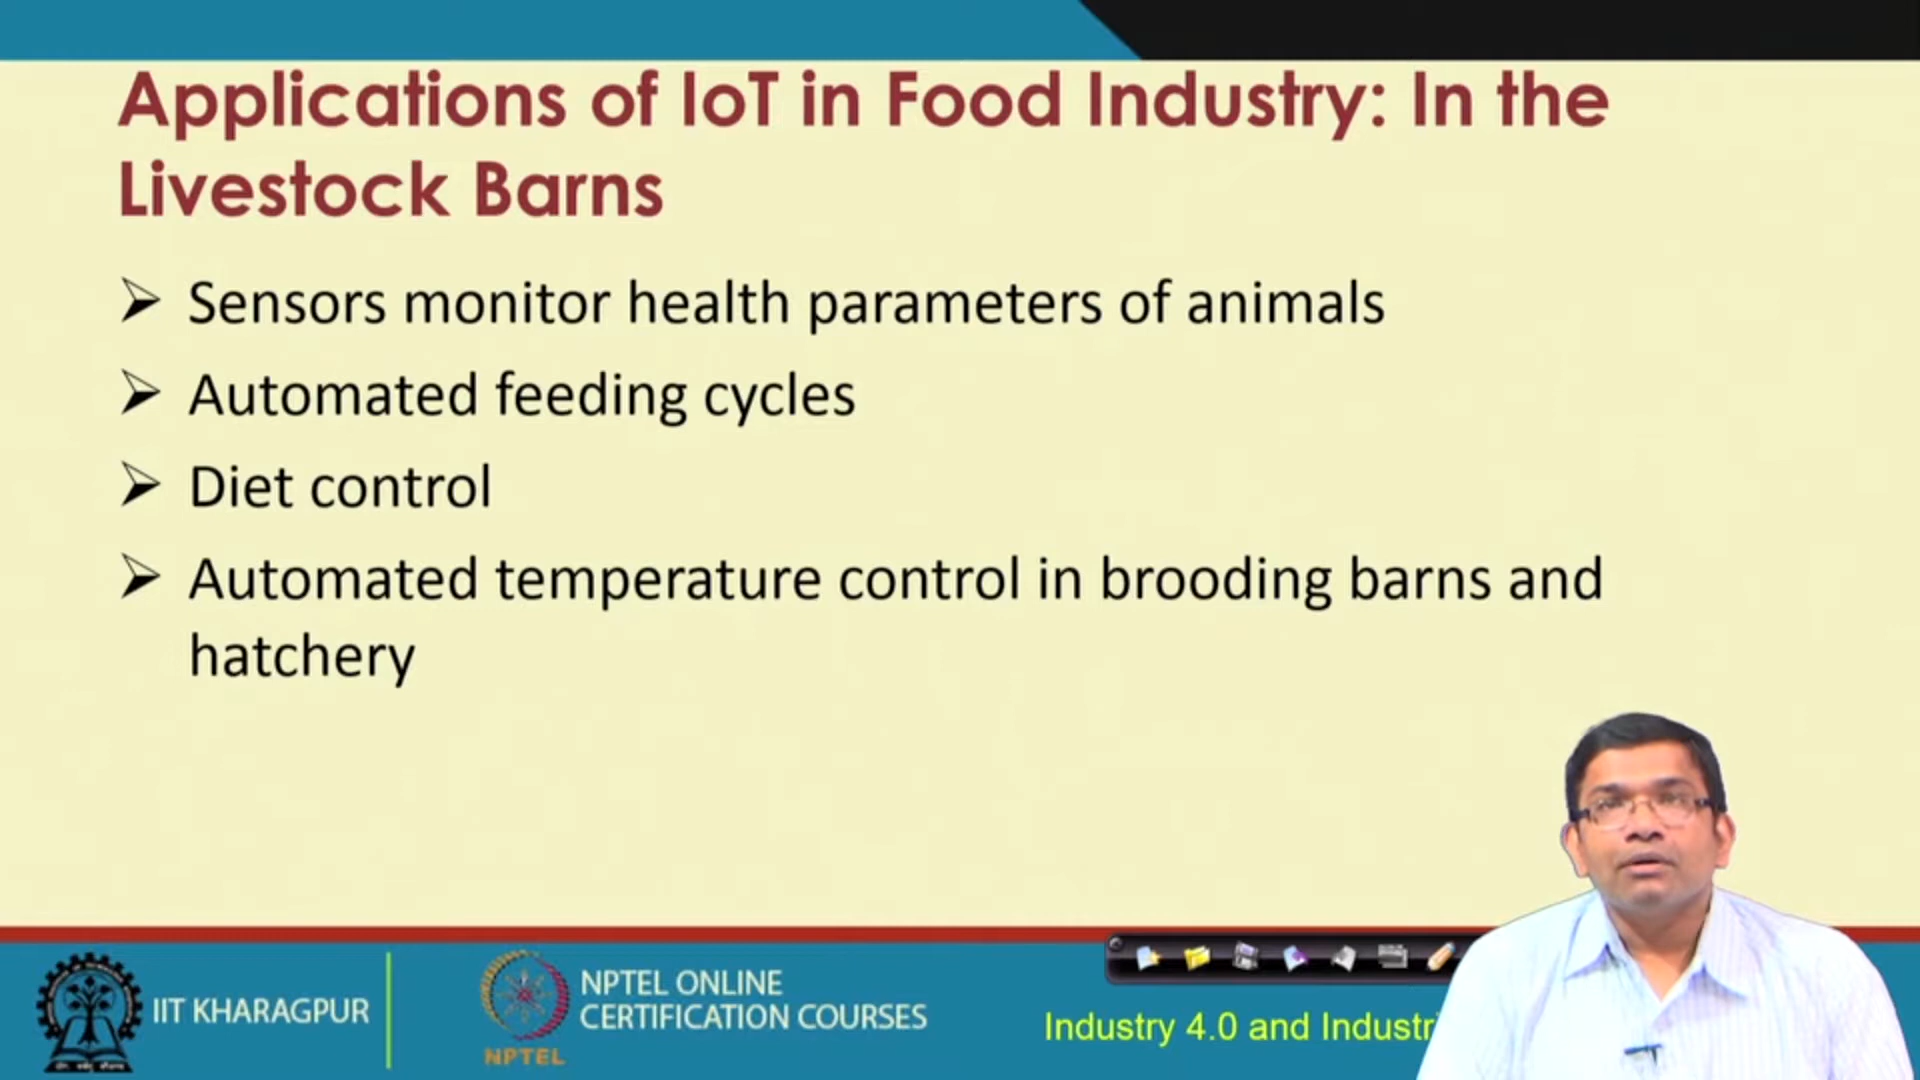 Applications of IoT in Food Industry: In the
Livestock Barns
➢ Sensors monitor health parameters of animals
➢ Automated feeding cycles
➢ Diet control
➢ Automated temperature control in brooding barns and
hatchery
IIT KHARAGPUR
NPTEL ONLINE
CERTIFICATION COURSES
NPTEL
Industry 4.0 and Industri